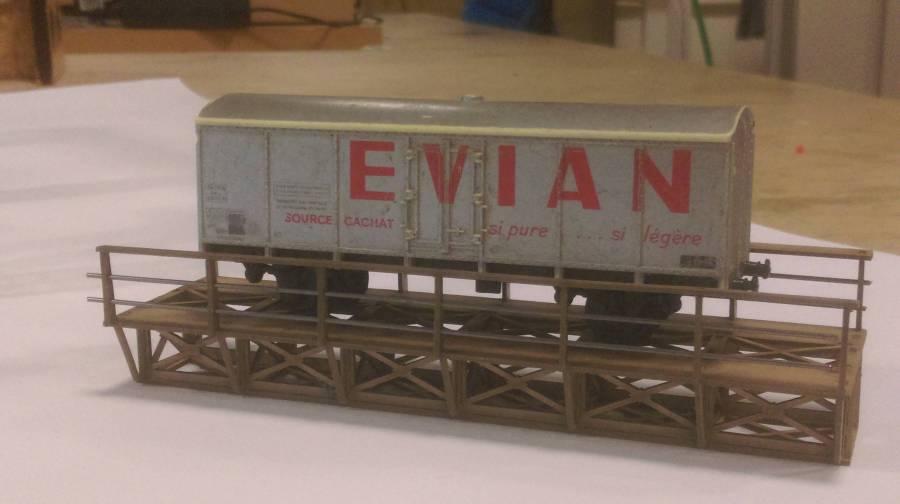 EVIAN
SOURCE CACHAT si pure ... si légère